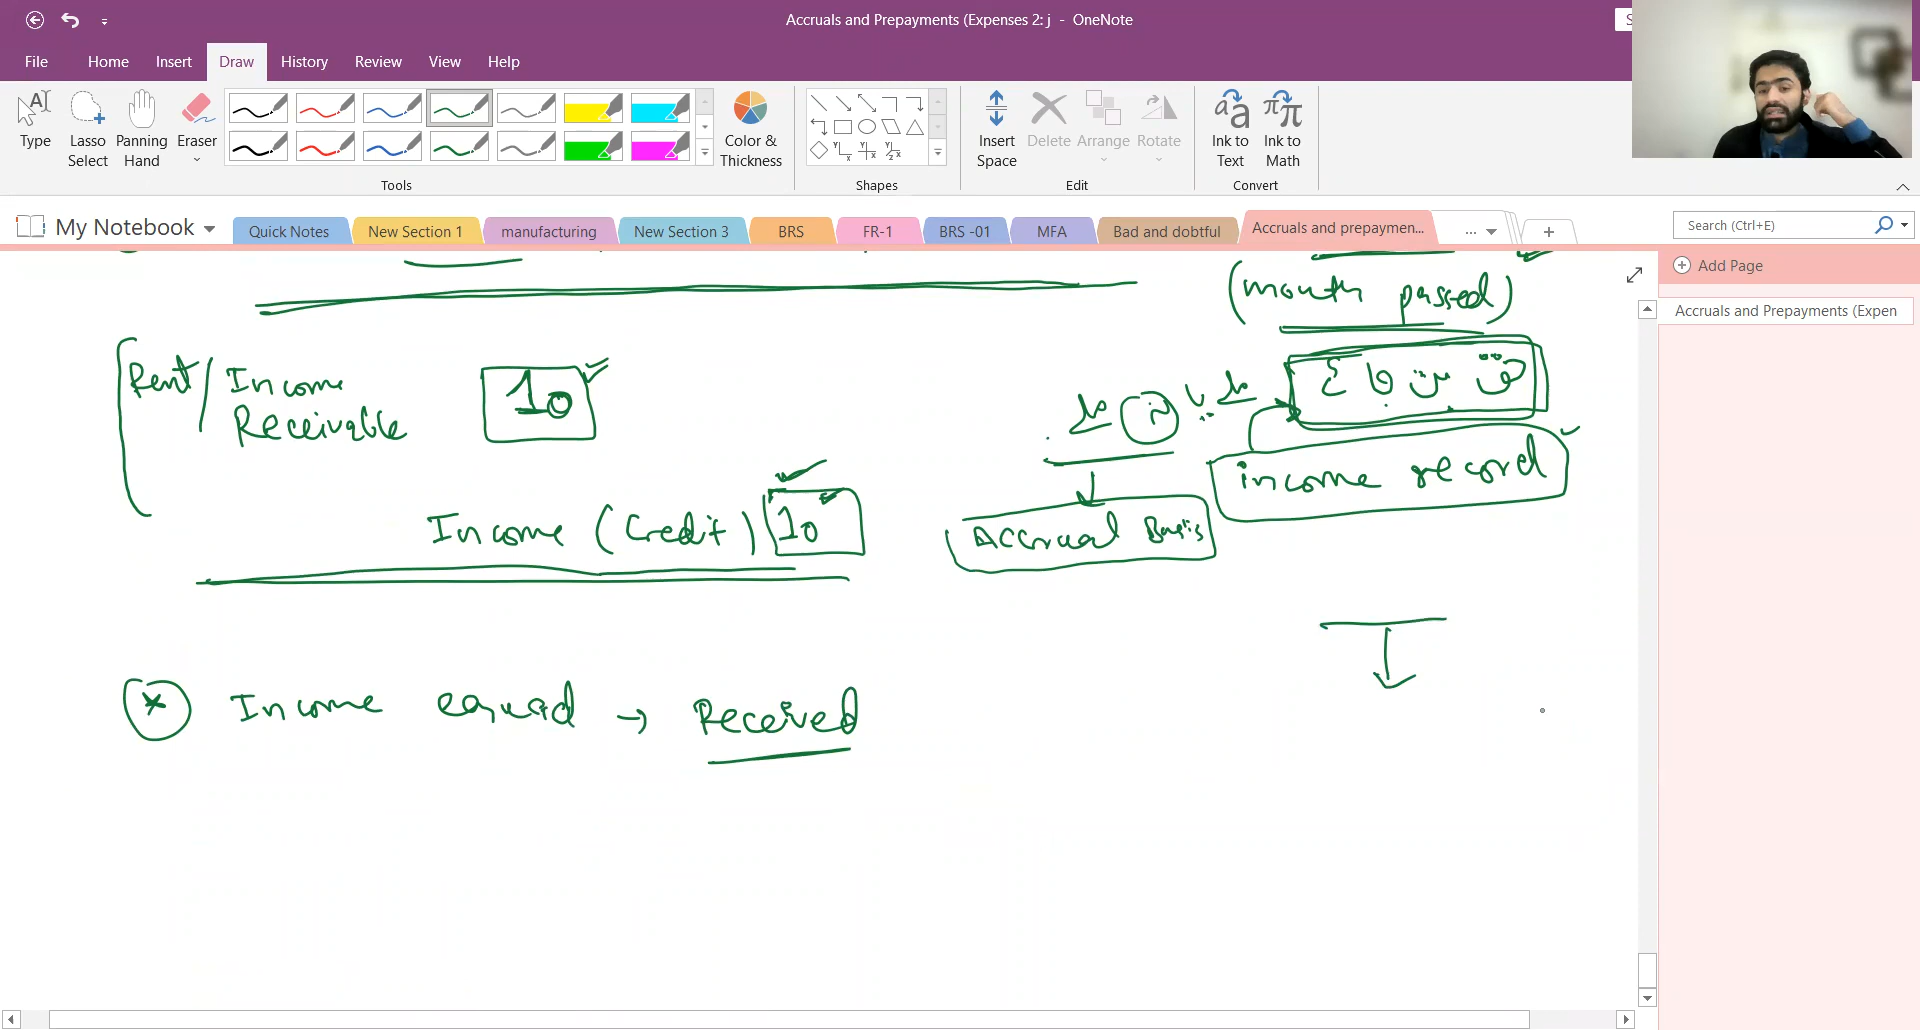 Accruals and Prepayments (Expenses 2: j - OneNote
File Home Insert Draw History Review View Help
Type
Lasso Select
Panning Hand
Eraser
Color & Thickness
Insert Space
Delete
Arrange
Rotate
Ink to Text
Ink to Math
Tools
Shapes
Edit
Convert
My Notebook
Quick Notes
New Section 1
manufacturing
New Section 3
BRS
FR-1
BRS -01
MFA
Bad and doubtful
Accruals and prepaymen...
...
Search (Ctrl+E)
Add Page
Accruals and Prepayments (Expen
(month passed)
Rent / Income
Receivable
10
income record
Income (Credit) 10
Accrual Basis
* Income earned → Received